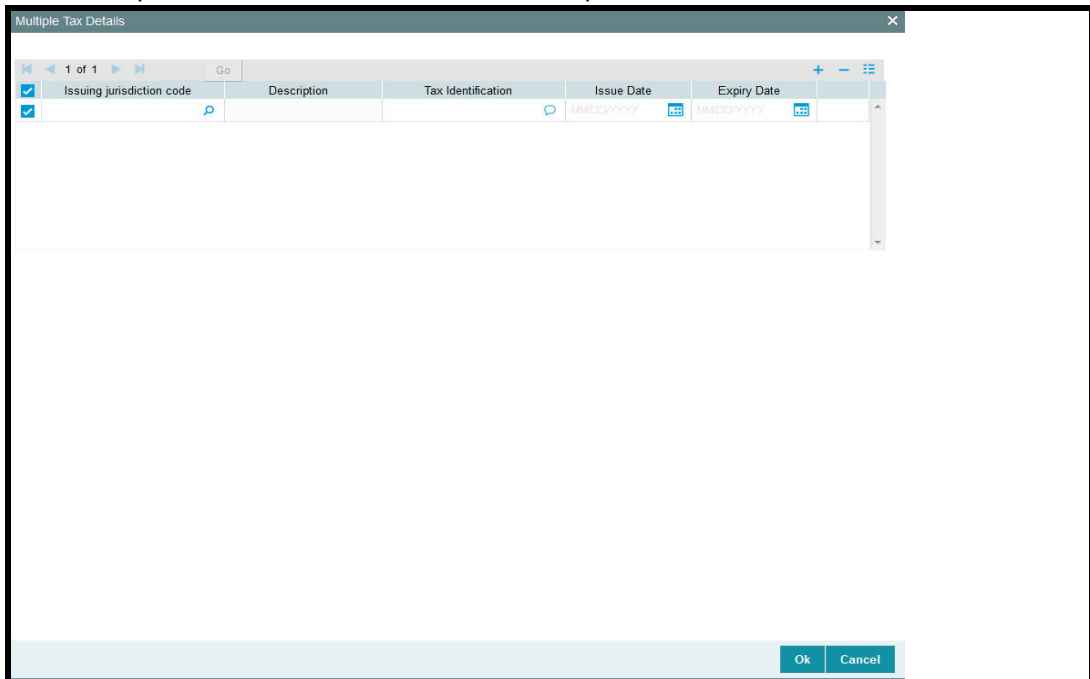 Multiple Tax Details
1 of 1 Go
Issuing jurisdiction code Description Tax Identification Issue Date Expiry Date
MM/DD/YYYY MM/DD/YYYY
Ok Cancel